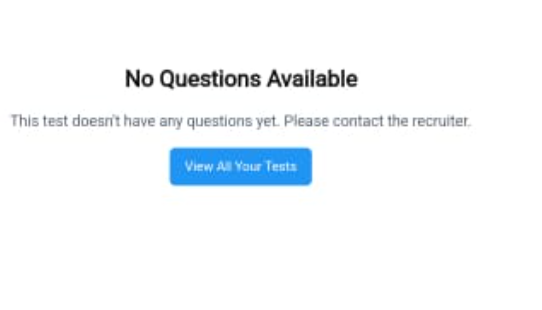 No Questions Available
This test doesn't have any questions yet. Please contact the recruiter.
View All Your Tests